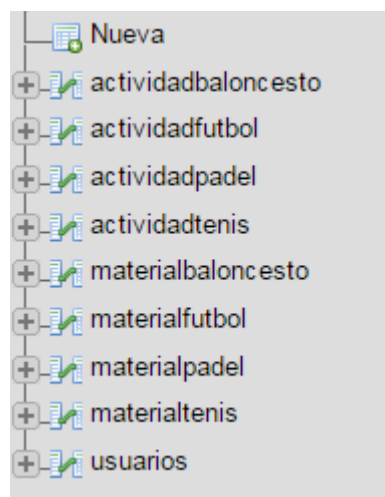 Nueva
actividadbaloncesto
actividadfutbol
actividadpadel
actividadtenis
materialbaloncesto
materialfutbol
materialpadel
materialtenis
usuarios